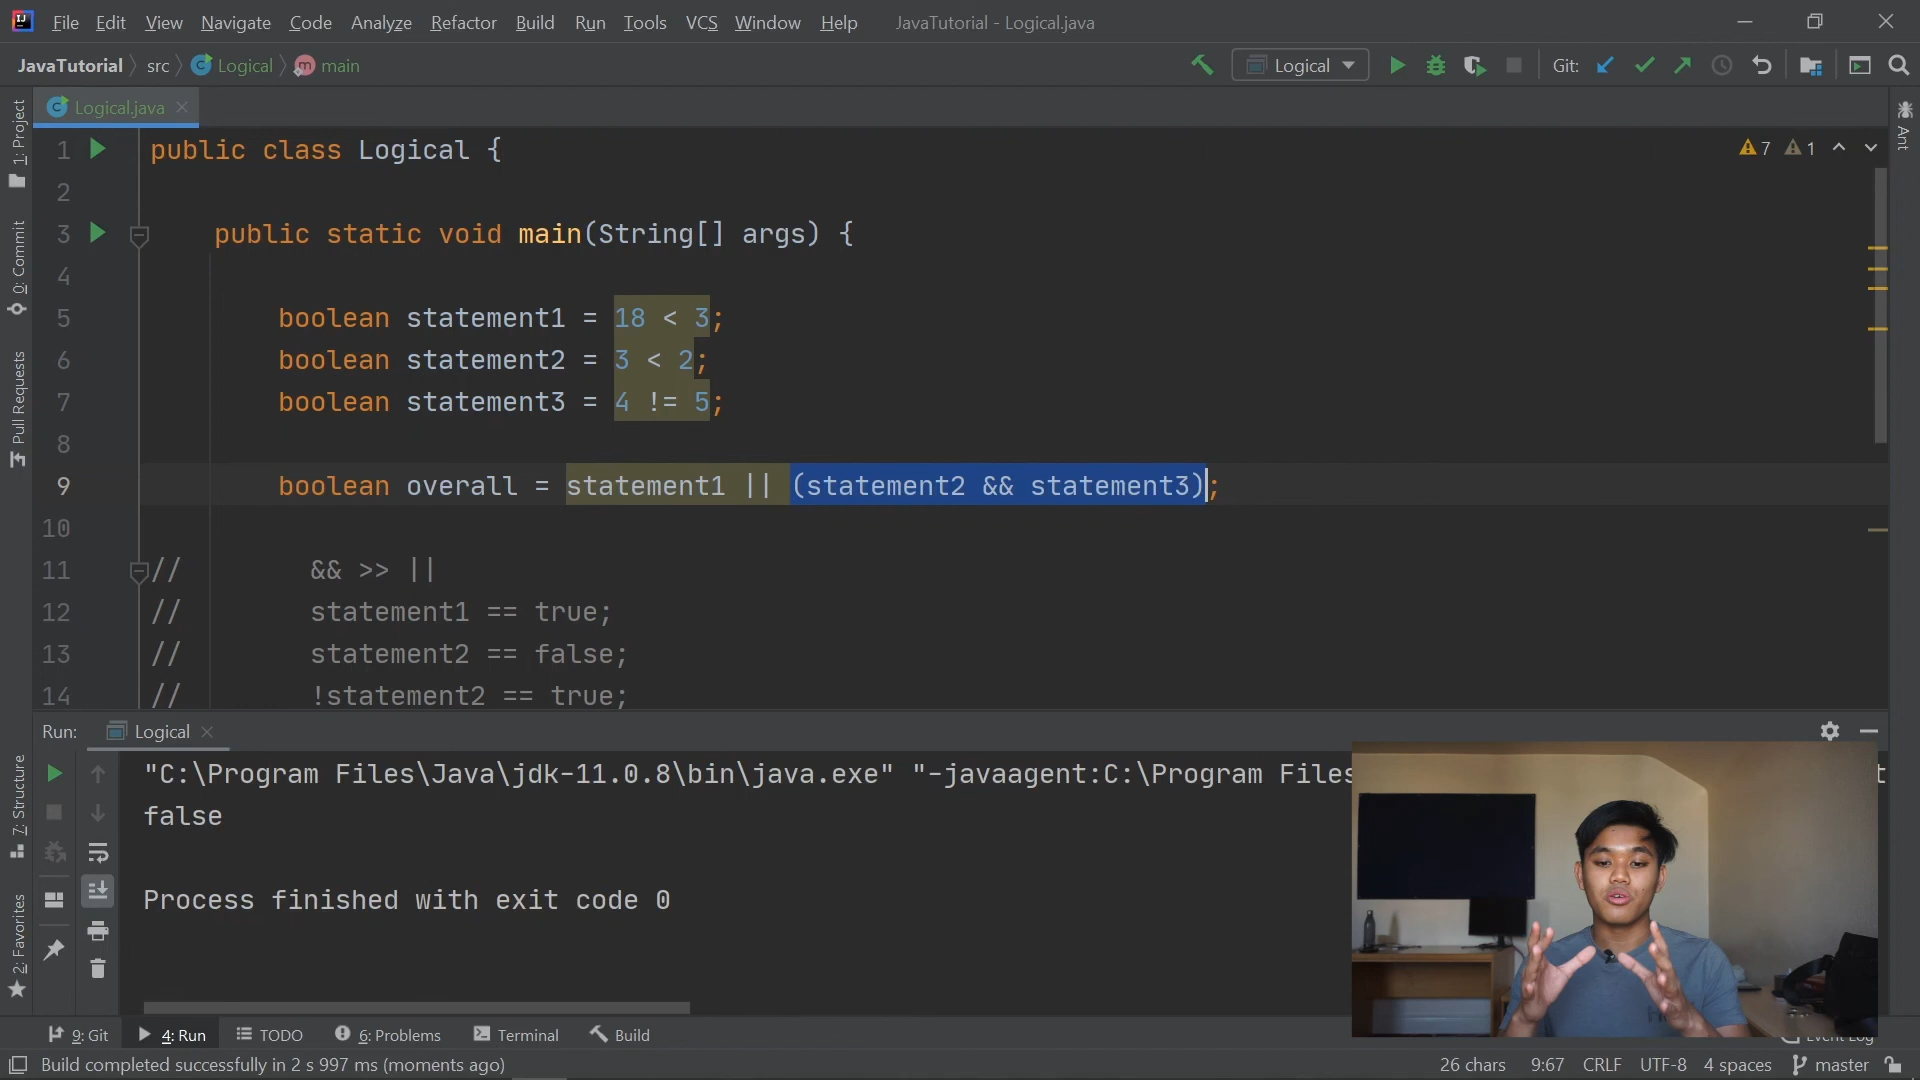 File Edit View Navigate Code Analyze Refactor Build Run Tools VCS Window Help JavaTutorial - Logical.java
JavaTutorial src Logical main Logical Git:
Logical.java
1: Project
0: Commit
Pull Requests
7: Structure
2: Favorites
Ant
7 1
1 public class Logical {
2
3 public static void main(String[] args) {
4
5 boolean statement1 = 18 < 3;
6 boolean statement2 = 3 < 2;
7 boolean statement3 = 4 != 5;
8
9 boolean overall = statement1 || (statement2 && statement3);
10
11 // && >> ||
12 // statement1 == true;
13 // statement2 == false;
14 // !statement2 == true;
Run: Logical
"C:\Program Files\Java\jdk-11.0.8\bin\java.exe" "-javaagent:C:\Program Files
false
Process finished with exit code 0
9: Git 4: Run TODO 6: Problems Terminal Build Event Log
Build completed successfully in 2 s 997 ms (moments ago) 26 chars 9:67 CRLF UTF-8 4 spaces master